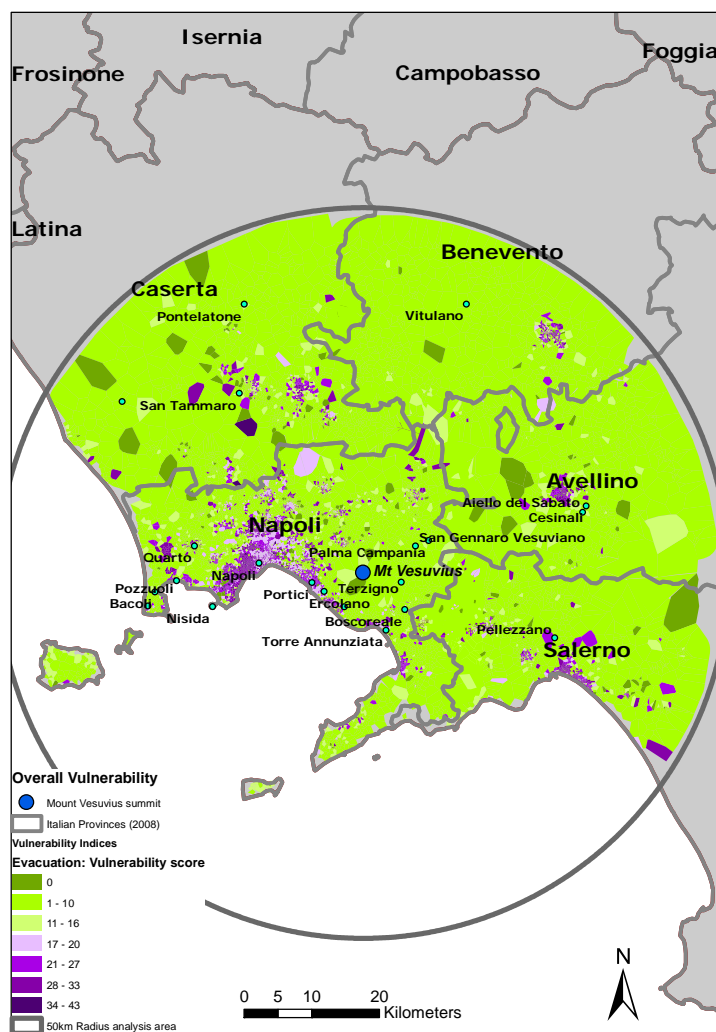 Isernia
Foggia
Frosinone
Campobasso
Latina
Benevento
Caserta
Pontelatone
Vitulano
San Tammaro
Avellino
Aiello del Sabato
Cesinali
Napoli
San Gennaro Vesuviano
Palma Campania
Quarto
Napoli
Mt Vesuvius
Pozzuoli
Portici
Terzigno
Bacoli
Ercolano
Nisida
Boscoreale
Pellezzano
Torre Annunziata
Salerno
Overall Vulnerability
Mount Vesuvius summit
Italian Provinces (2008)
Vulnerability Indices
Evacuation: Vulnerability score
0
1 - 10
11 - 16
17 - 20
21 - 27
28 - 33
34 - 43
50km Radius analysis area
0 5 10 20
Kilometers
N